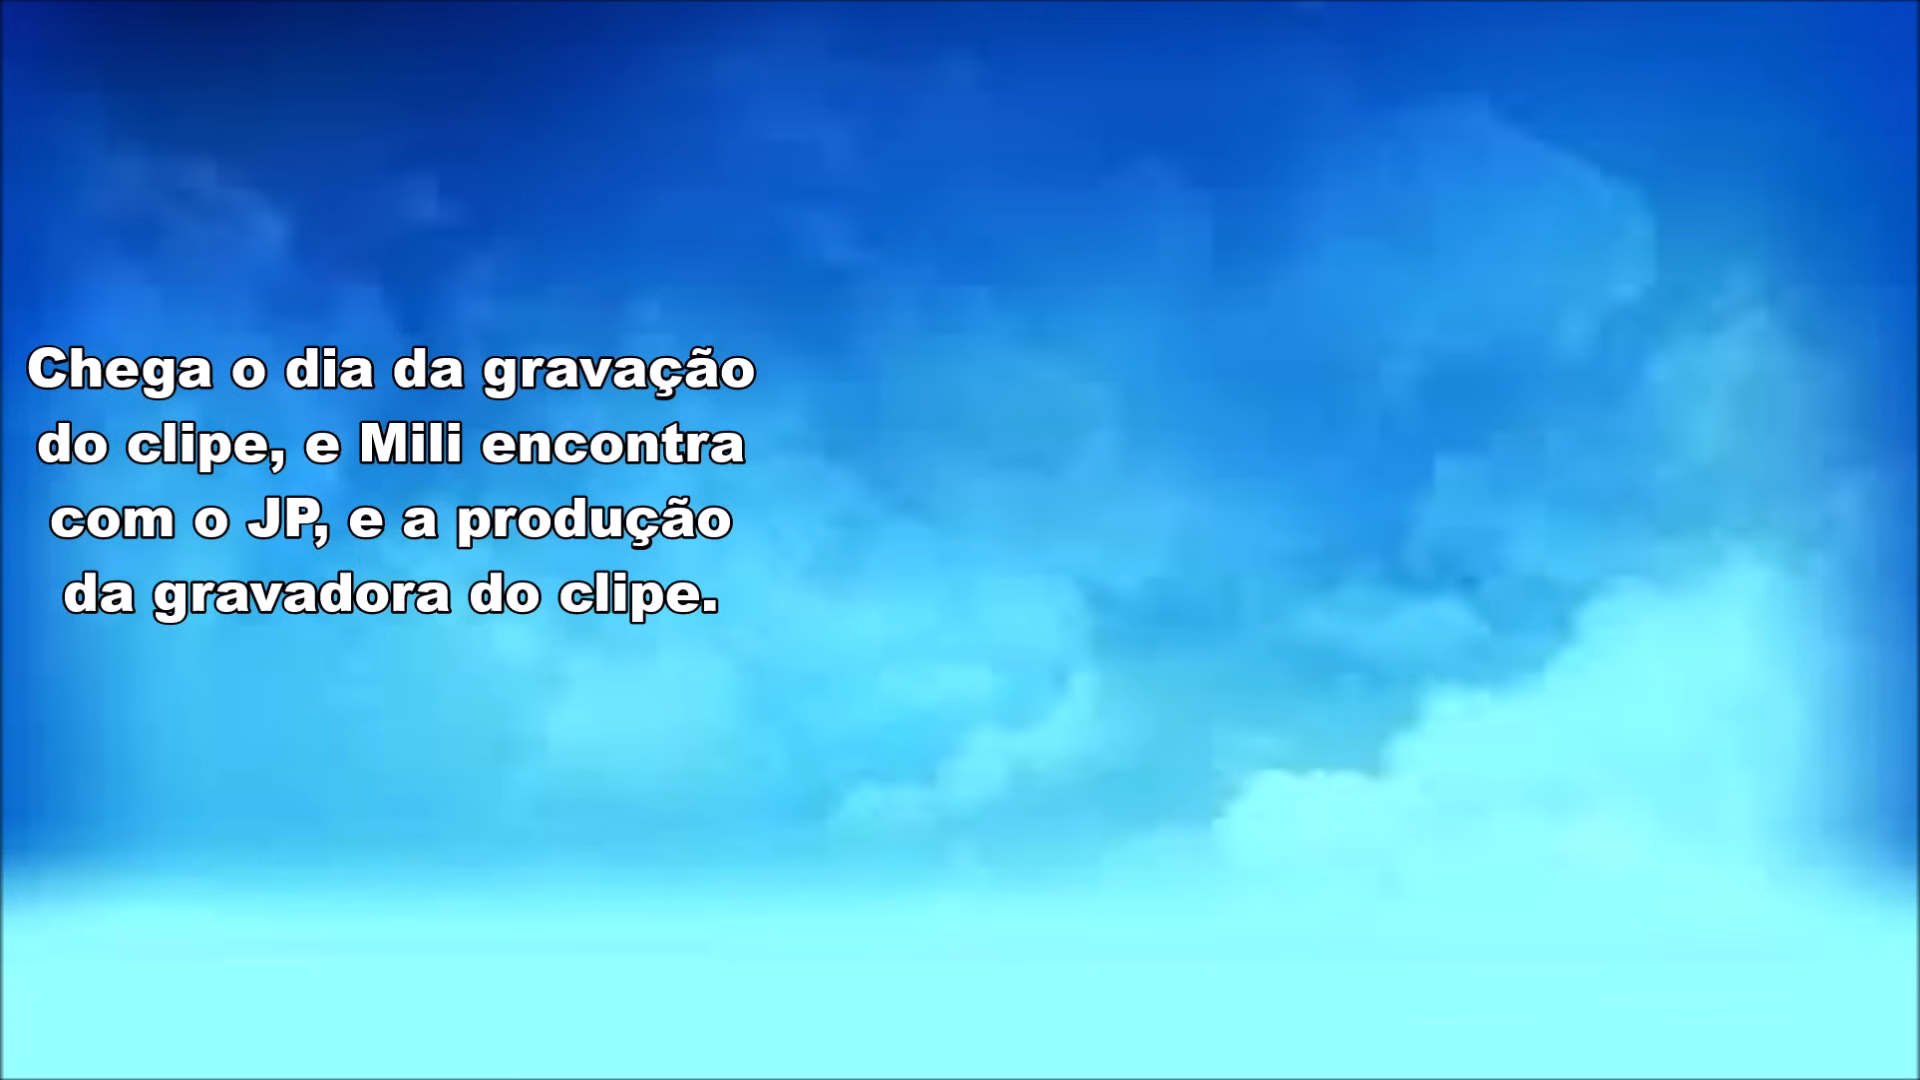 Chega o dia da gravação
do clipe, e Mili encontra
com o JP, e a produção
da gravadora do clipe.